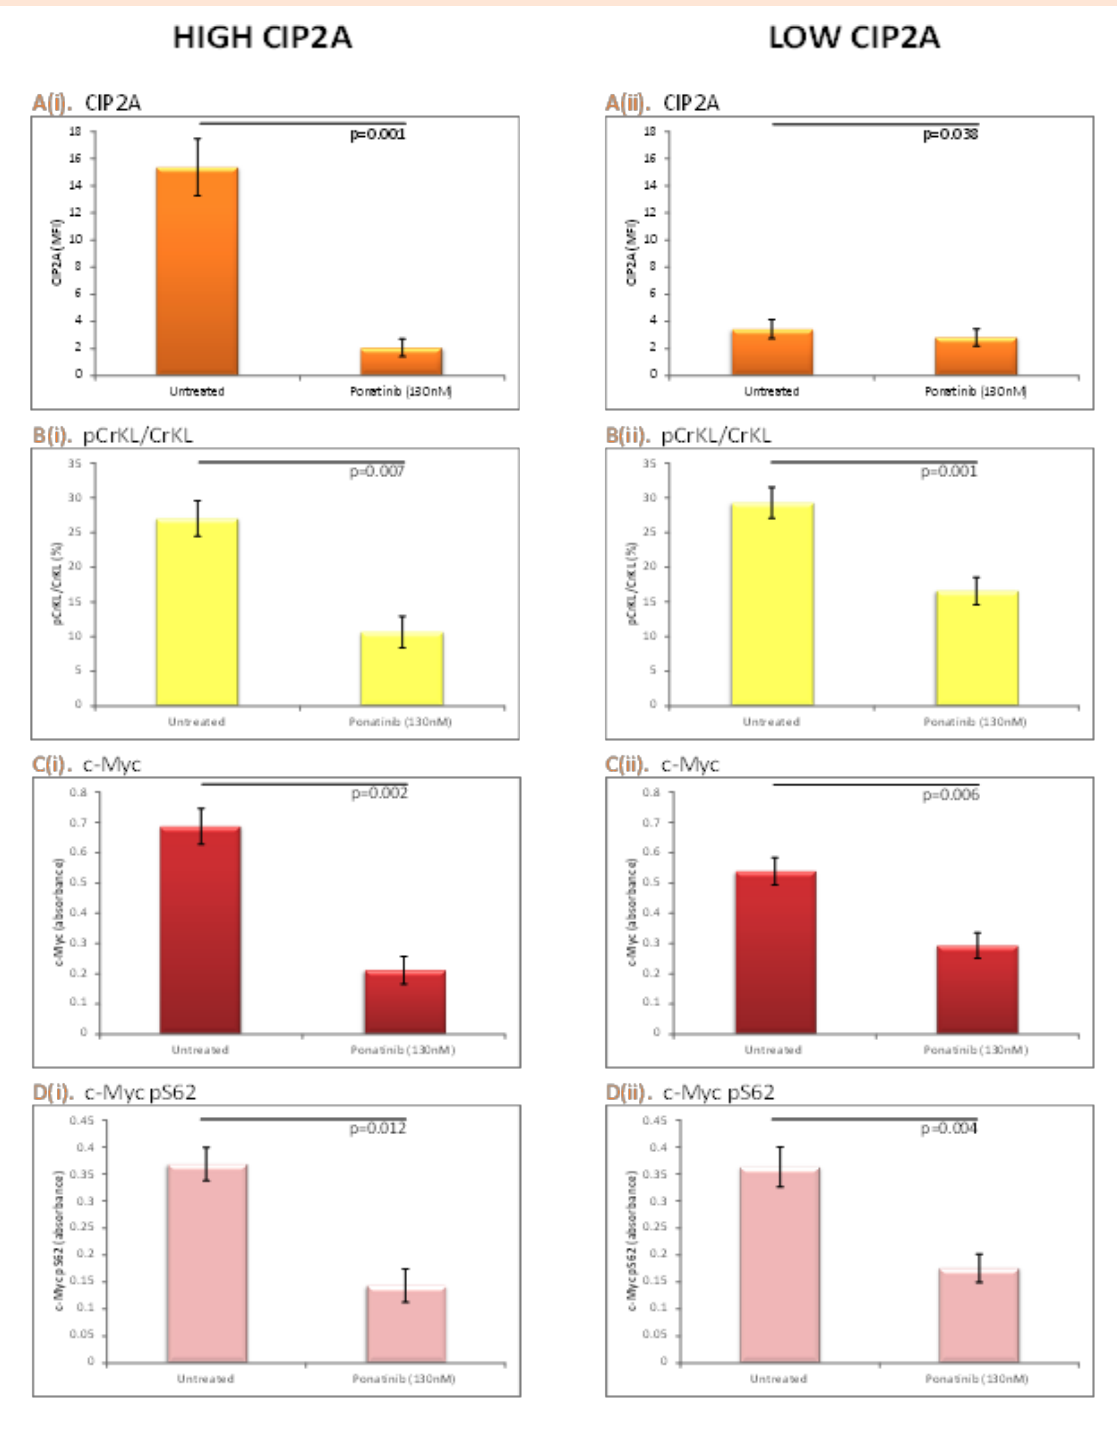 HIGH CIP2A
LOW CIP2A
A(i). CIP2A
18
16
14
12
10
8
6
4
2
0
CIP2A (MFI)
p=0.001
Untreated
Ponatinib (130nM)
A(ii). CIP2A
18
16
14
12
10
8
6
4
2
0
CIP2A (MFI)
p=0.038
Untreated
Ponatinib (130nM)
B(i). pCrKL/CrKL
35
30
25
20
15
10
5
0
pCrKL/CrKL (%)
p=0.007
Untreated
Ponatinib (130nM)
B(ii). pCrKL/CrKL
35
30
25
20
15
10
5
0
pCrKL/CrKL (%)
p=0.001
Untreated
Ponatinib (130nM)
C(i). c-Myc
0.8
0.7
0.6
0.5
0.4
0.3
0.2
0.1
0
c-Myc (absorbance)
p=0.002
Untreated
Ponatinib (130nM)
C(ii). c-Myc
0.8
0.7
0.6
0.5
0.4
0.3
0.2
0.1
0
c-Myc (absorbance)
p=0.006
Untreated
Ponatinib (130nM)
D(i). c-Myc pS62
0.45
0.4
0.35
0.3
0.25
0.2
0.15
0.1
0.05
0
c-Myc pS62 (absorbance)
p=0.012
Untreated
Ponatinib (130nM)
D(ii). c-Myc pS62
0.45
0.4
0.35
0.3
0.25
0.2
0.15
0.1
0.05
0
c-Myc pS62 (absorbance)
p=0.004
Untreated
Ponatinib (130nM)